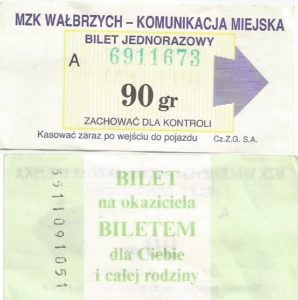 MZK WAŁBRZYCH – KOMUNIKACJA MIEJSKA
BILET JEDNORAZOWY
A 6911673
90 gr
ZACHOWAĆ DLA KONTROLI
Kasować zaraz po wejściu do pojazdu Cz.Z.G. S.A.
BILET
na okaziciela
BILETEM
dla Ciebie
i całej rodziny